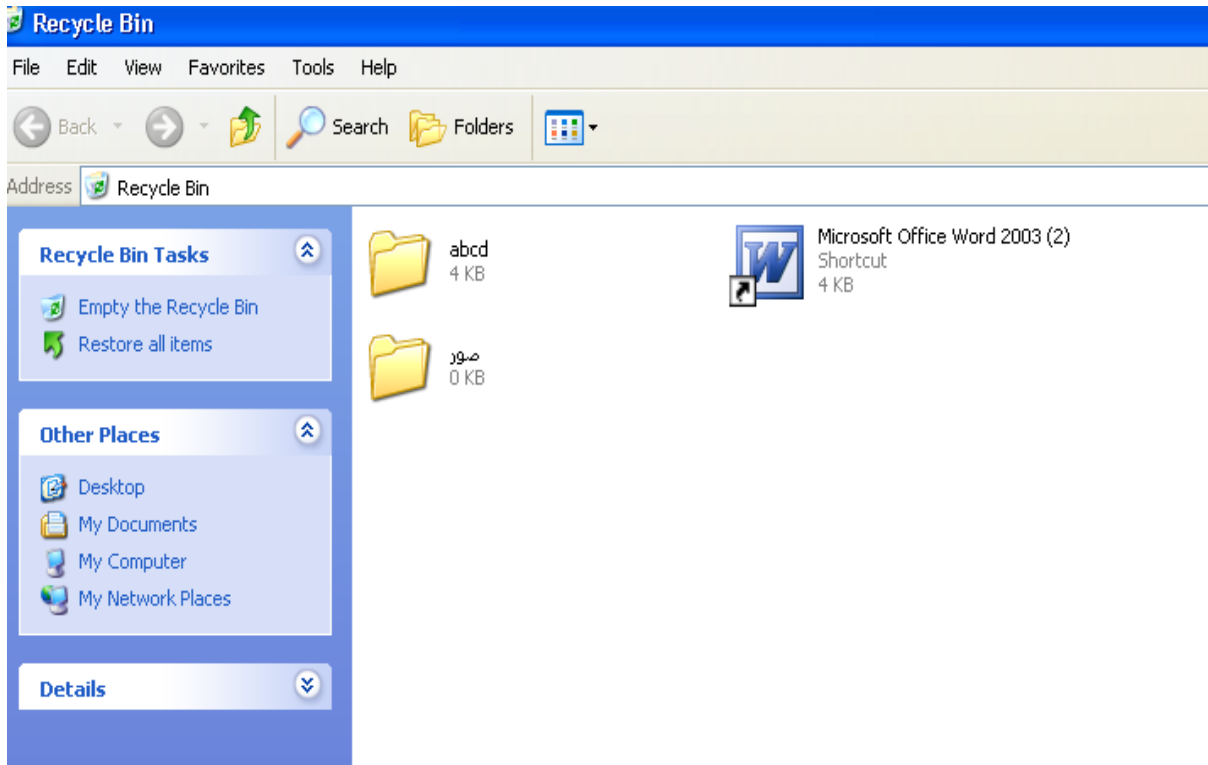 Recycle Bin
File Edit View Favorites Tools Help
Back Search Folders
Address Recycle Bin
Recycle Bin Tasks
Empty the Recycle Bin
Restore all items
Other Places
Desktop
My Documents
My Computer
My Network Places
Details
abcd
4 KB
Microsoft Office Word 2003 (2)
Shortcut
4 KB
صور
0 KB